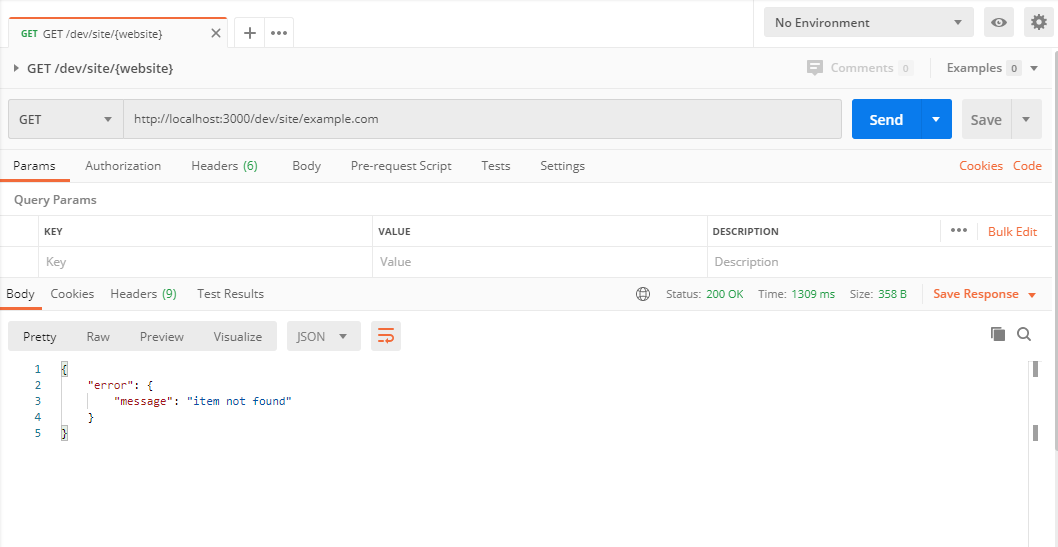 GET GET /dev/site/{website}
No Environment
GET /dev/site/{website}
Comments 0
Examples 0
GET
http://localhost:3000/dev/site/example.com
Send
Save
Params Authorization Headers (6) Body Pre-request Script Tests Settings Cookies Code
Query Params
KEY VALUE DESCRIPTION Bulk Edit
Key Value Description
Body Cookies Headers (9) Test Results Status: 200 OK Time: 1309 ms Size: 358 B Save Response
Pretty Raw Preview Visualize JSON
1 {
2 "error": {
3 "message": "item not found"
4 }
5 }